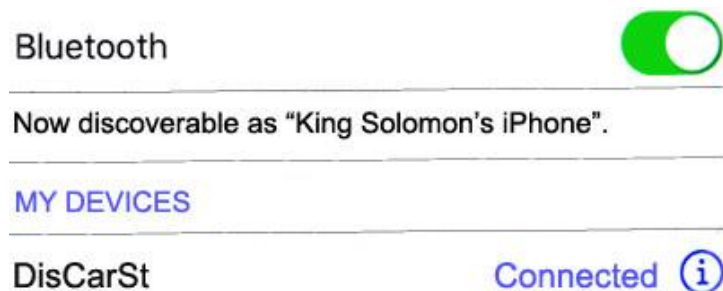 Bluetooth
Now discoverable as “King Solomon’s iPhone”.
MY DEVICES
DisCarSt Connected